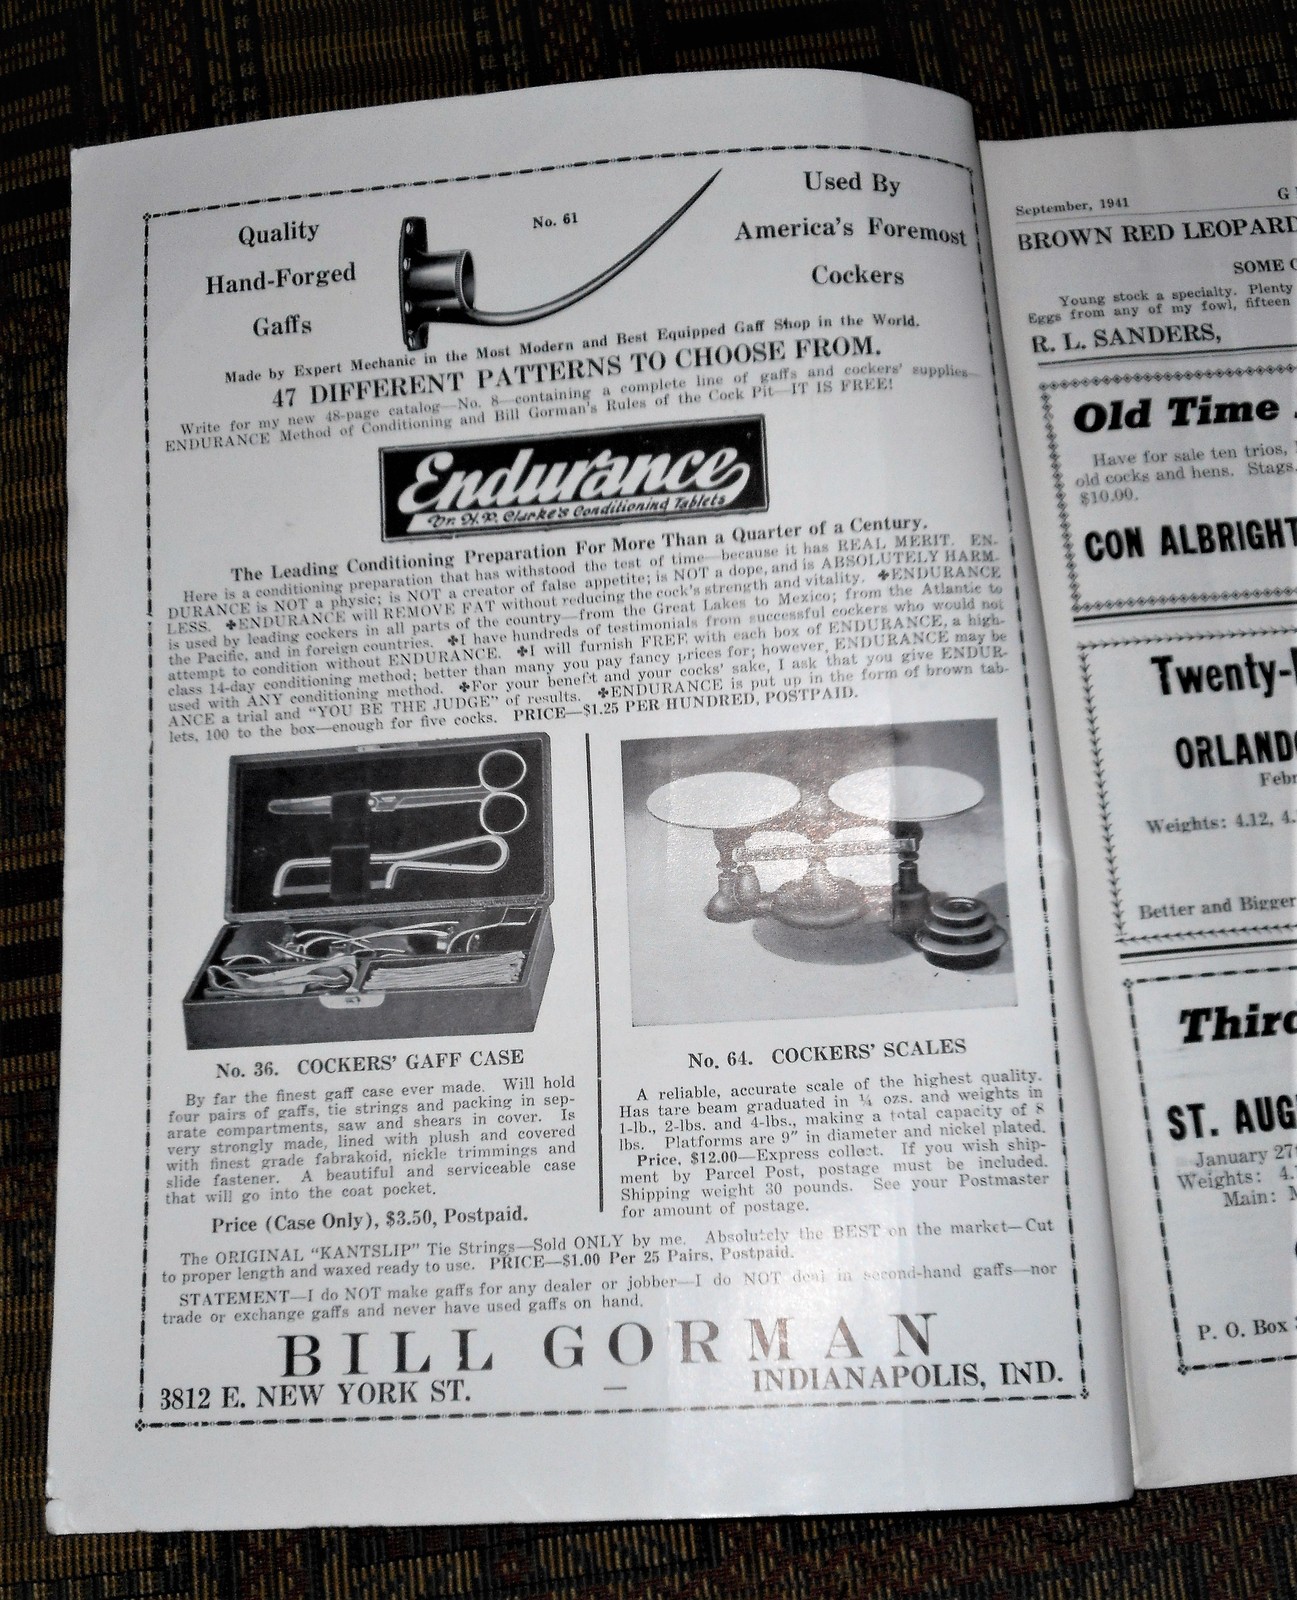 Quality
Hand-Forged
Gaffs
No. 61
Used By
America's Foremost
Cockers
Made by Expert Mechanic in the Most Modern and Best Equipped Gaff Shop in the World.
47 DIFFERENT PATTERNS TO CHOOSE FROM.
Write for my new 48-page catalog—No. 8—containing a complete line of gaffs and cockers' supplies—
ENDURANCE Method of Conditioning and Bill Gorman's Rules of the Cock Pit—IT IS FREE!
Endurance
Dr. H.P. Clarke's Conditioning Tablets
The Leading Conditioning Preparation For More Than a Quarter of a Century.
Here is a conditioning preparation that has withstood the test of time—because it has REAL MERIT. EN-
DURANCE is NOT a physic; is NOT a creator of false appetite; is NOT a dope, and is ABSOLUTELY HARM-
LESS. ✤ENDURANCE will REMOVE FAT without reducing the cock's strength and vitality. ✤ENDURANCE
is used by leading cockers in all parts of the country—from the Great Lakes to Mexico; from the Atlantic to
the Pacific, and in foreign countries. ✤I have hundreds of testimonials from successful cockers who would not
attempt to condition without ENDURANCE. ✤I will furnish FREE with each box of ENDURANCE, a high-
class 14-day conditioning method; better than many you pay fancy prices for; however, ENDURANCE may be
used with ANY conditioning method. ✤For your benefit and your cocks' sake, I ask that you give ENDUR-
ANCE a trial and "YOU BE THE JUDGE" of results. ✤ENDURANCE is put up in the form of brown tab-
lets, 100 to the box—enough for five cocks. PRICE—$1.25 PER HUNDRED, POSTPAID.
No. 36. COCKERS' GAFF CASE
By far the finest gaff case ever made. Will hold
four pairs of gaffs, tie strings and packing in sep-
arate compartments, saw and shears in cover. Is
very strongly made, lined with plush and covered
with finest grade fabrakoid, nickle trimmings and
slide fastener. A beautiful and serviceable case
that will go into the coat pocket.
Price (Case Only), $3.50, Postpaid.
No. 64. COCKERS' SCALES
A reliable, accurate scale of the highest quality.
Has tare beam graduated in ¼ ozs. and weights in
1-lb., 2-lbs. and 4-lbs., making a total capacity of 8
lbs. Platforms are 9" in diameter and nickel plated.
Price, $12.00—Express collect. If you wish ship-
ment by Parcel Post, postage must be included.
Shipping weight 30 pounds. See your Postmaster
for amount of postage.
The ORIGINAL "KANTSLIP" Tie Strings—Sold ONLY by me. Absolutely the BEST on the market—Cut
to proper length and waxed ready to use. PRICE—$1.00 Per 25 Pairs, Postpaid.
STATEMENT—I do NOT make gaffs for any dealer or jobber—I do NOT deal in second-hand gaffs—nor
trade or exchange gaffs and never have used gaffs on hand.
BILL GORMAN
3812 E. NEW YORK ST. — INDIANAPOLIS, IND.
September, 1941
G
BROWN RED LEOPARD
SOME
Young stock a specialty. Plenty
Eggs from any of my fowl, fifteen
R. L. SANDERS,
Old Time
Have for sale ten trios,
old cocks and hens. Stags.
$10.00.
CON ALBRIGHT
Twenty-
ORLANDO
Febr
Weights: 4.12, 4.
Better and Bigger
Third
ST. AUG
January 27
Weights: 4.
Main:
P. O. Box